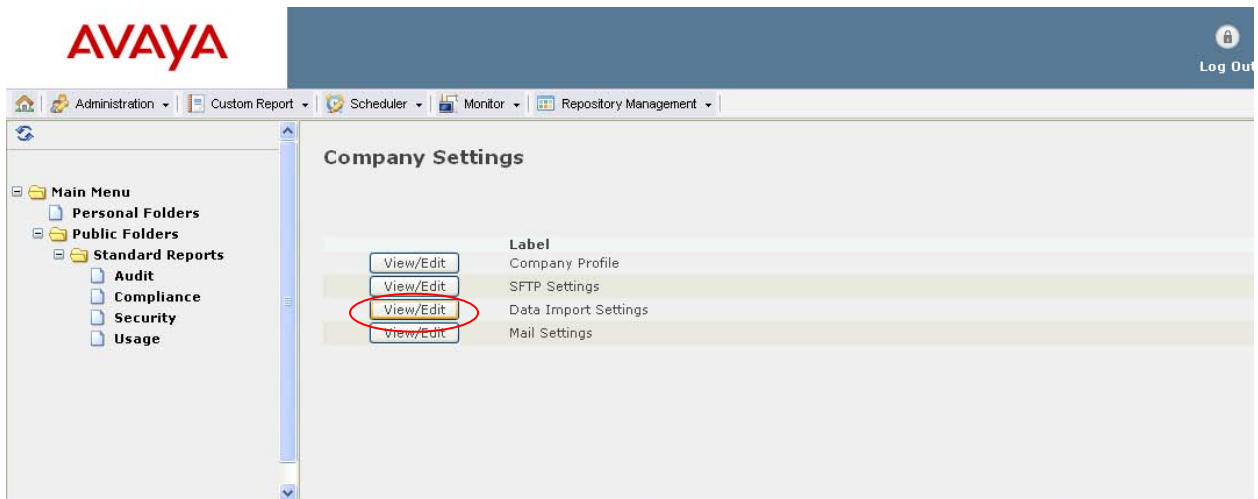 AVAYA
Log Out
Administration
Custom Report
Scheduler
Monitor
Repository Management
Company Settings
Main Menu
Personal Folders
Public Folders
Standard Reports
Audit
Compliance
Security
Usage
Label
View/Edit Company Profile
View/Edit SFTP Settings
View/Edit Data Import Settings
View/Edit Mail Settings